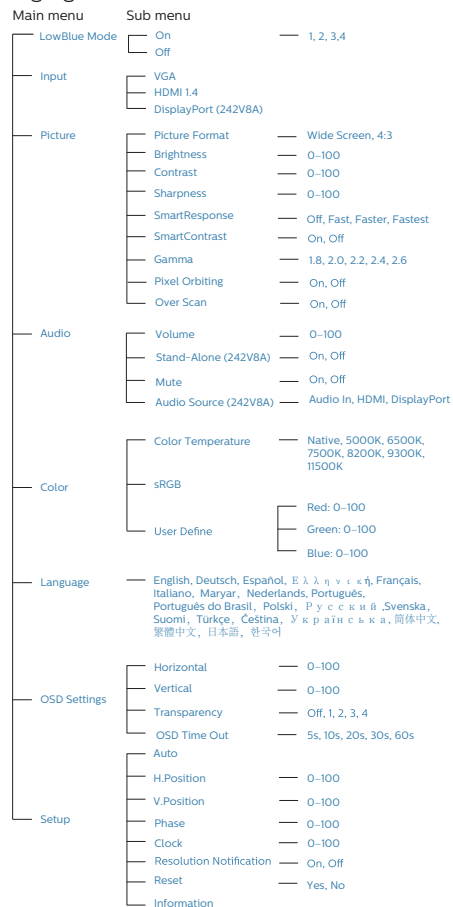 Main menu Sub menu
LowBlue Mode On 1, 2, 3,4
Off
Input VGA
HDMI 1.4
DisplayPort (242V8A)
Picture Picture Format Wide Screen, 4:3
Brightness 0–100
Contrast 0–100
Sharpness 0–100
SmartResponse Off, Fast, Faster, Fastest
SmartContrast On, Off
Gamma 1.8, 2.0, 2.2, 2.4, 2.6
Pixel Orbiting On, Off
Over Scan On, Off
Audio Volume 0–100
Stand-Alone (242V8A) On, Off
Mute On, Off
Audio Source (242V8A) Audio In, HDMI, DisplayPort
Color Temperature Native, 5000K, 6500K,
7500K, 8200K, 9300K,
11500K
Color sRGB
Red: 0–100
User Define Green: 0–100
Blue: 0–100
Language English, Deutsch, Español, Ελληνική, Français,
Italiano, Maryar, Nederlands, Português,
Português do Brasil, Polski, Русский ,Svenska,
Suomi, Türkçe, Čeština, Українська, 简体中文,
繁體中文, 日本語, 한국어
Horizontal 0–100
Vertical 0–100
OSD Settings
Transparency Off, 1, 2, 3, 4
OSD Time Out 5s, 10s, 20s, 30s, 60s
Auto
H.Position 0–100
V.Position 0–100
Setup Phase 0–100
Clock 0–100
Resolution Notification On, Off
Reset Yes, No
Information